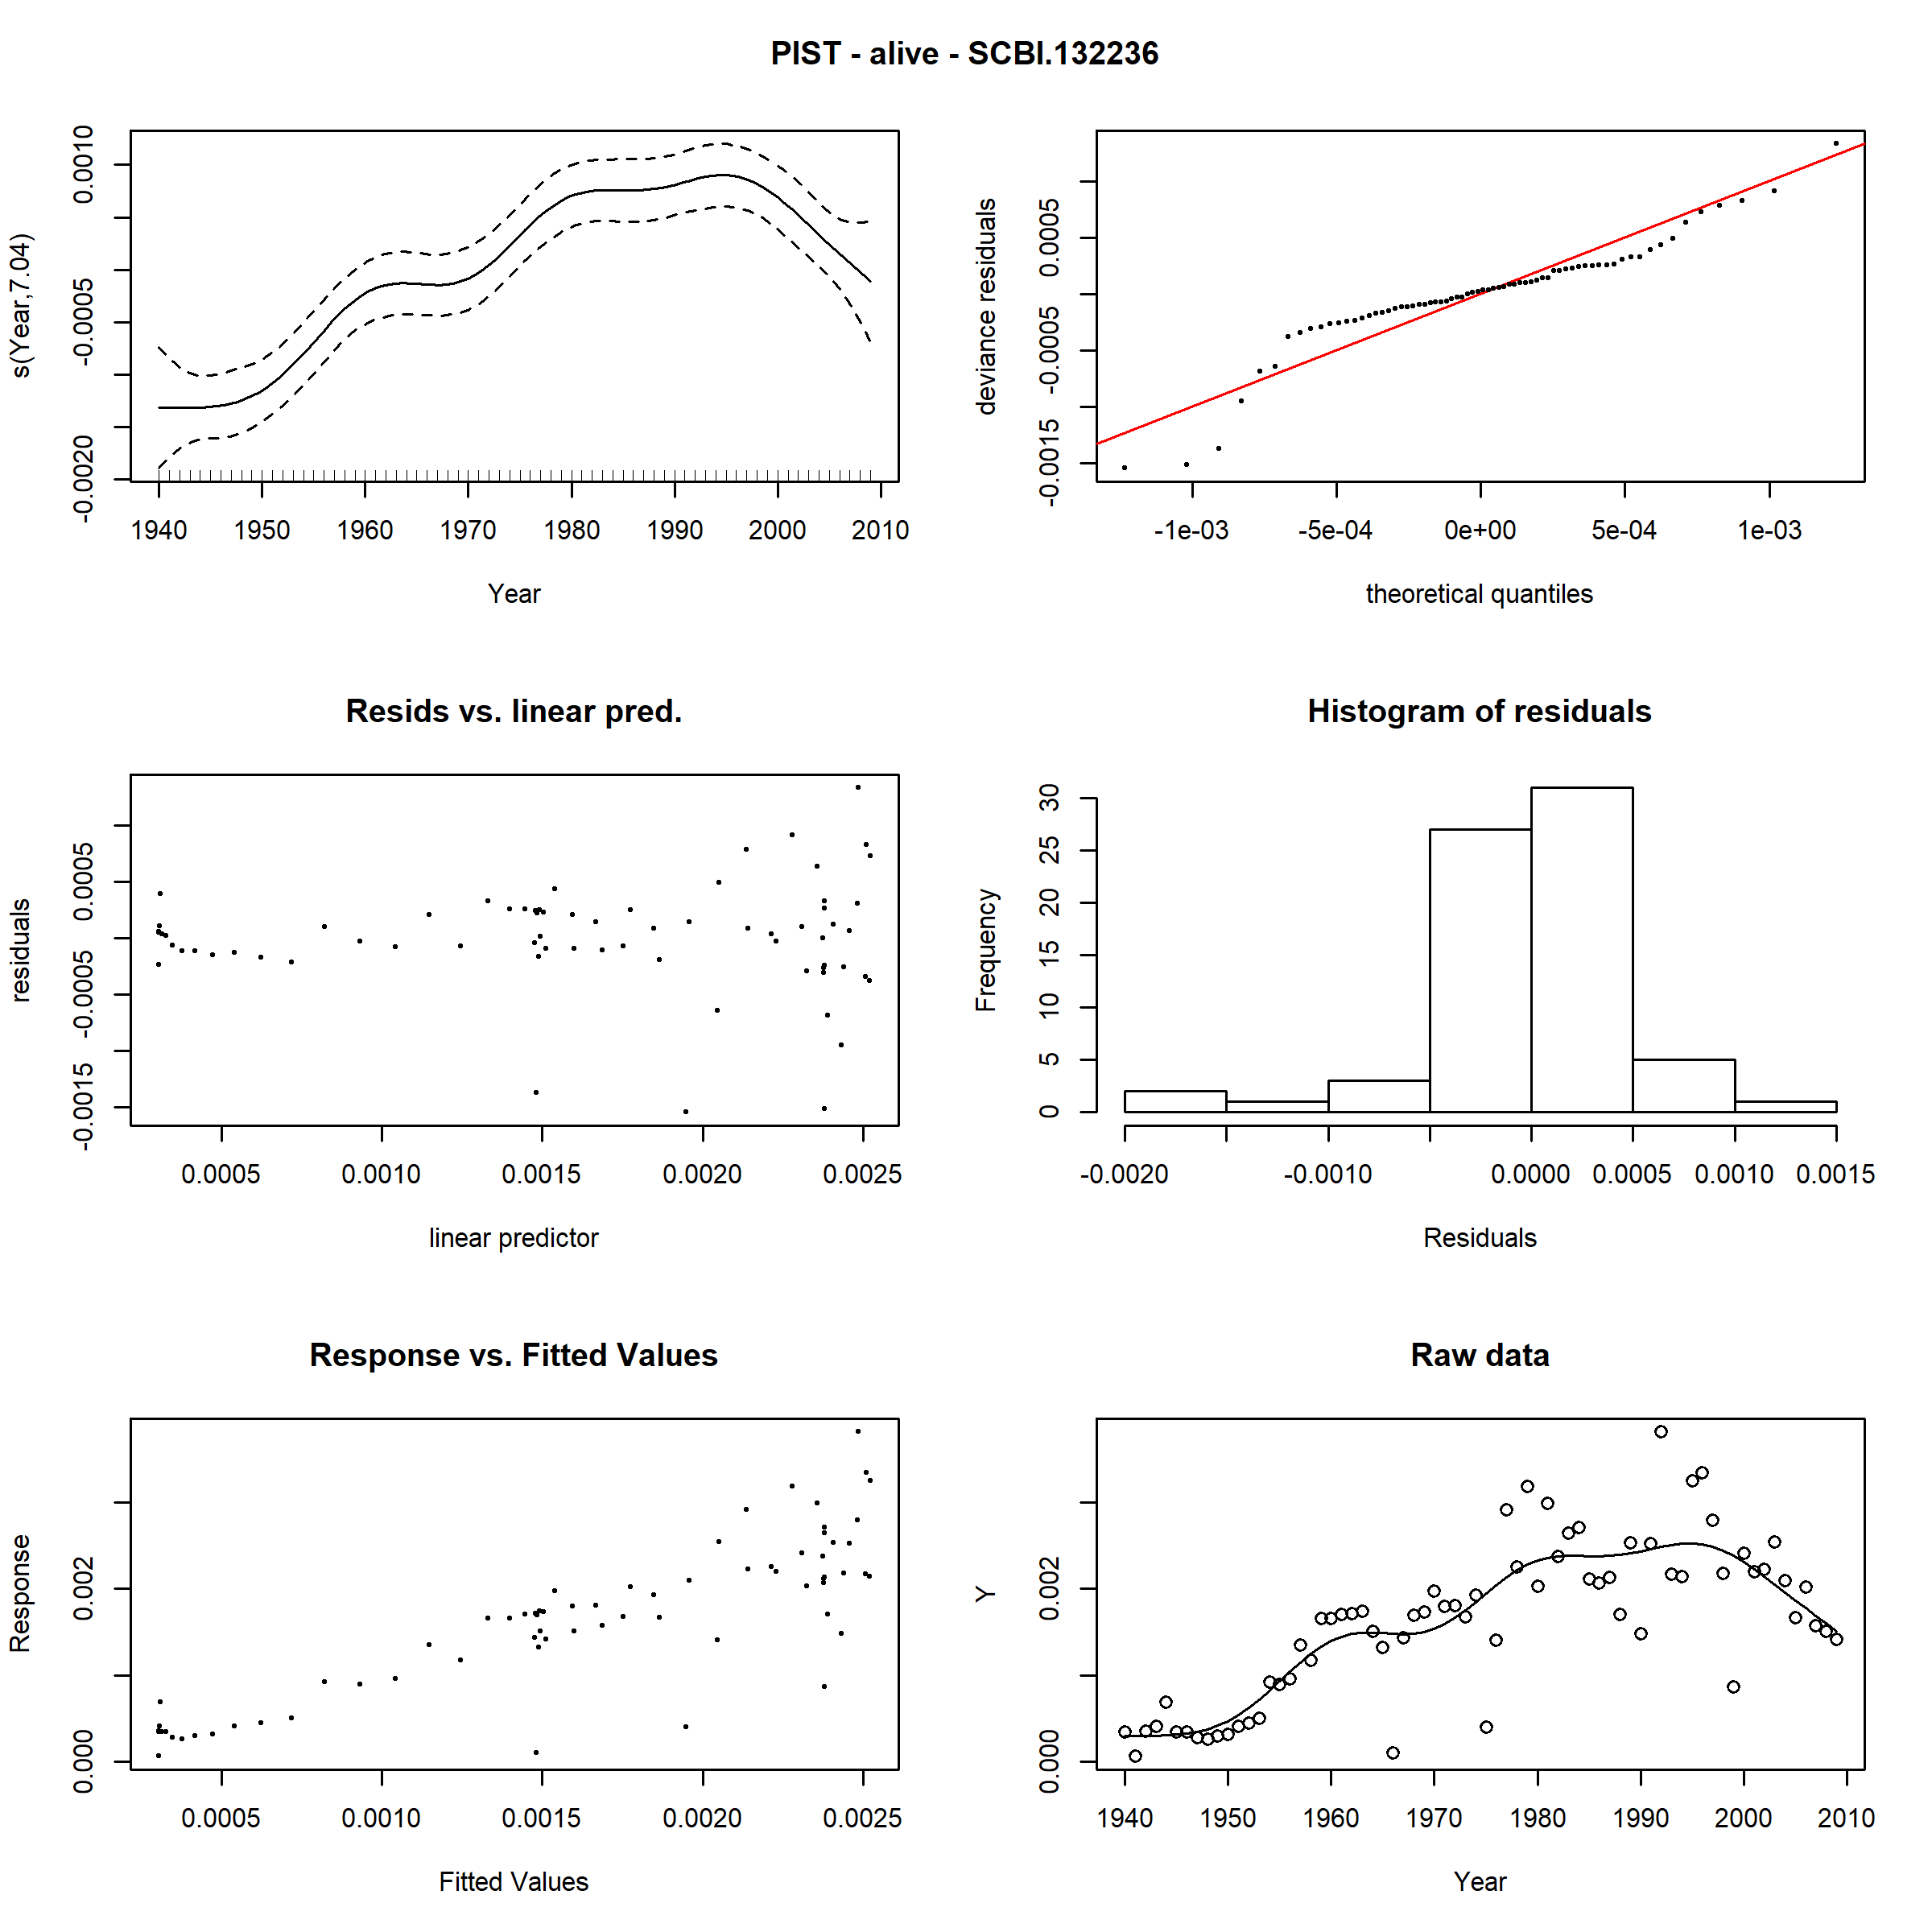 PIST - alive - SCBI.132236
s(Year,7.04)
0.0010
-0.0005
-0.0020
1940 1950 1960 1970 1980 1990 2000 2010
Year
deviance residuals
0.0005
-0.0005
-0.0015
-1e-03 -5e-04 0e+00 5e-04 1e-03
theoretical quantiles
Resids vs. linear pred.
residuals
0.0005
-0.0005
-0.0015
0.0005 0.0010 0.0015 0.0020 0.0025
linear predictor
Histogram of residuals
Frequency
30
25
20
15
10
5
0
-0.0020 -0.0010 0.0000 0.0005 0.0010 0.0015
Residuals
Response vs. Fitted Values
Response
0.002
0.000
0.0005 0.0010 0.0015 0.0020 0.0025
Fitted Values
Raw data
Y
0.002
0.000
1940 1950 1960 1970 1980 1990 2000 2010
Year